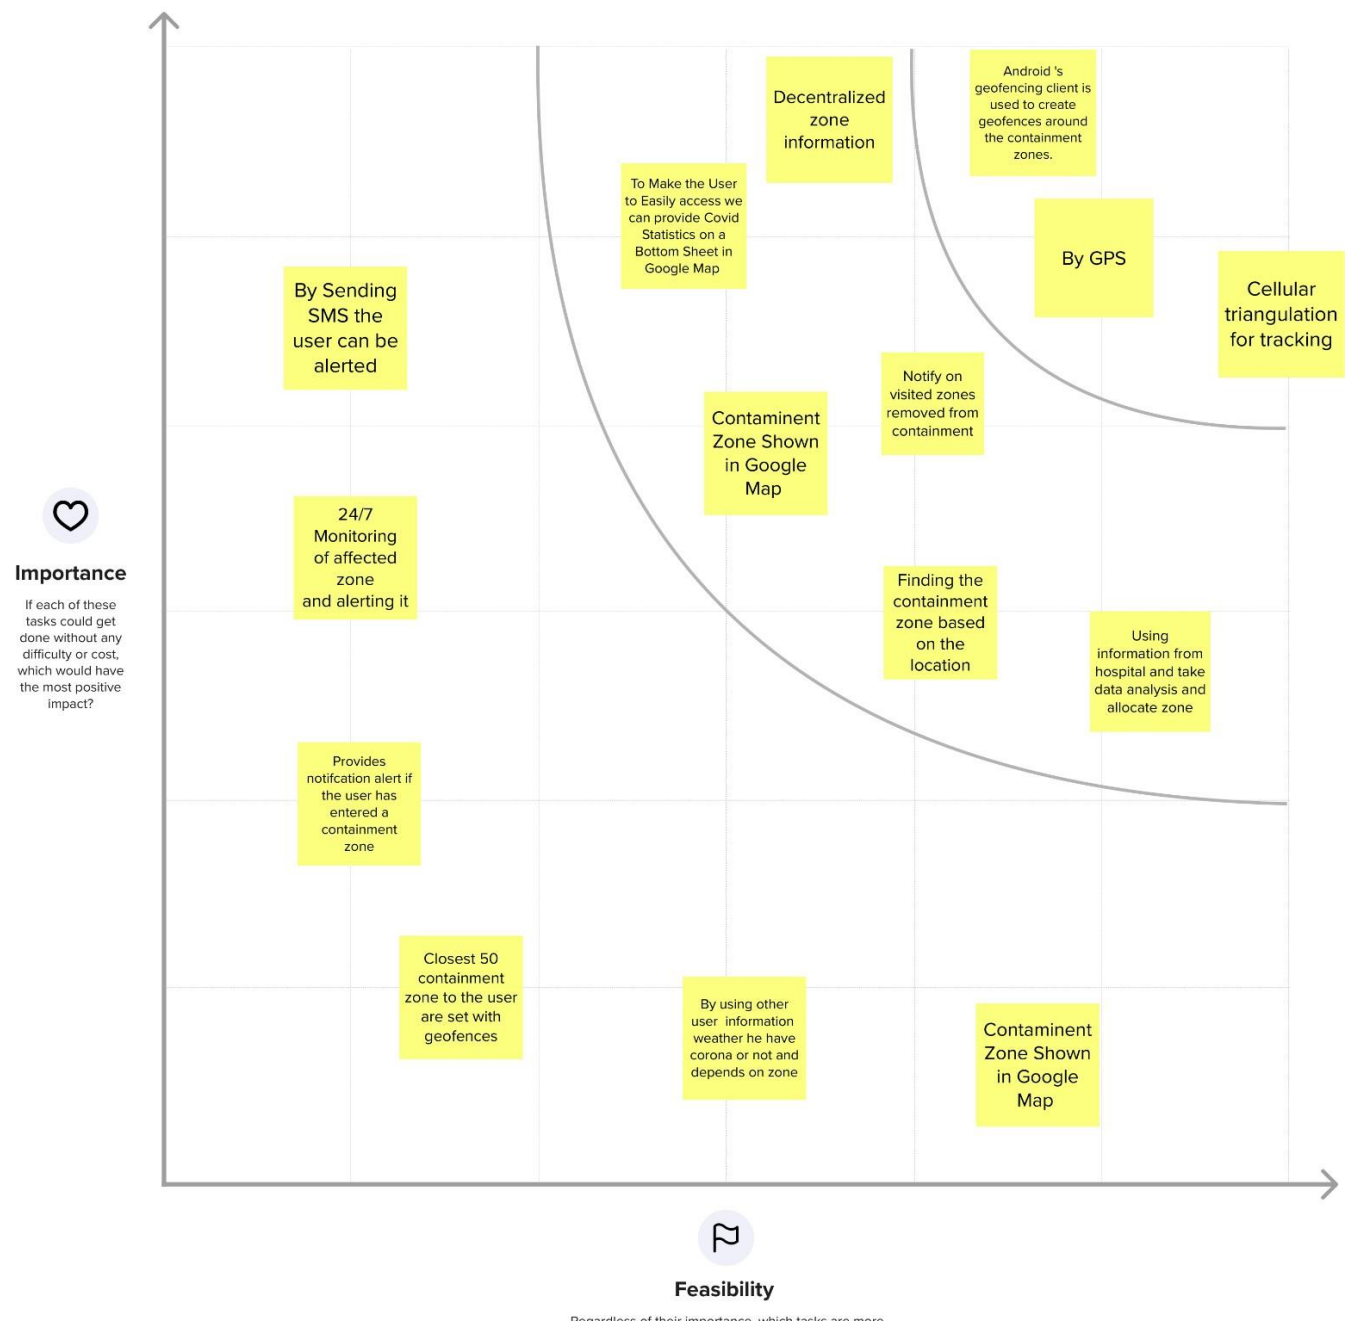 Android 's
geofencing client is
used to create
geofences around
the containment
zones.
Decentralized
zone
information
To Make the User
to Easily access we
can provide Covid
Statistics on a
Bottom Sheet in
Google Map
By GPS
Cellular
triangulation
for tracking
By Sending
SMS the
user can be
alerted
Notify on
visited zones
removed from
containment
Contaminent
Zone Shown
in Google
Map
24/7
Monitoring
of affected
zone
and alerting it
Importance
If each of these
tasks could get
done without any
difficulty or cost,
which would have
the most positive
impact?
Finding the
containment
zone based
on the
location
Using
information from
hospital and take
data analysis and
allocate zone
Provides
notifcation alert if
the user has
entered a
containment
zone
Closest 50
containment
zone to the user
are set with
geofences
By using other
user  information
weather he have
corona or not and
depends on zone
Contaminent
Zone Shown
in Google
Map
Feasibility
Regardless of their importance, which tasks are more